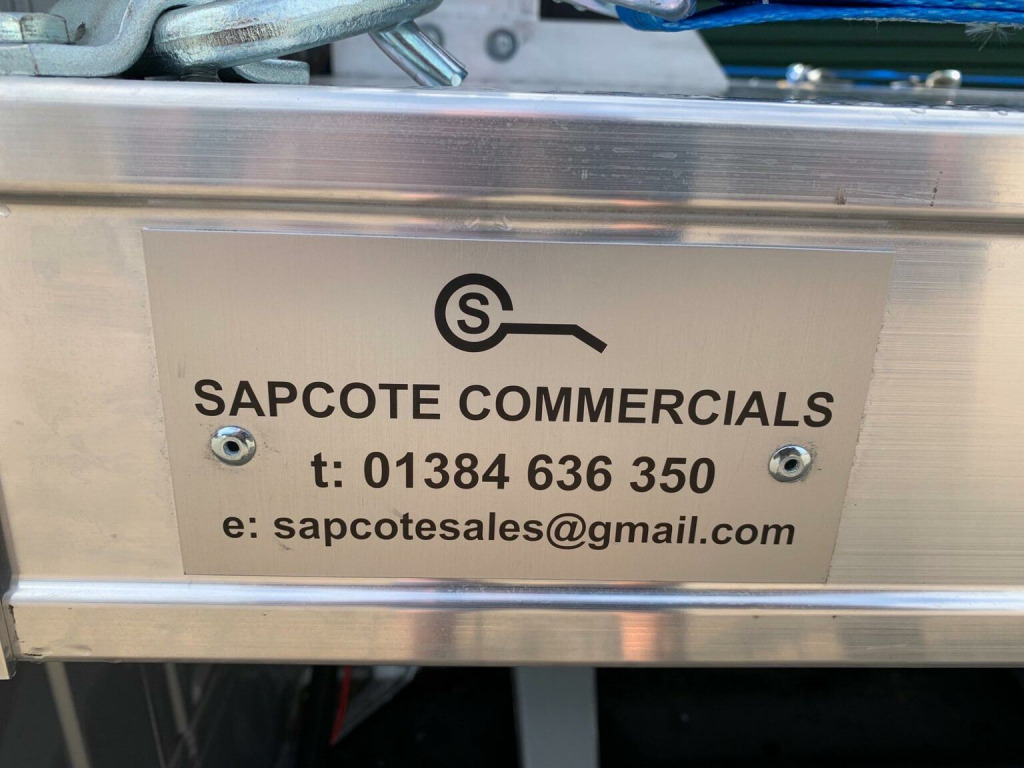 S
SAPCOTE COMMERCIALS
t: 01384 636 350
e: sapcotesales@gmail.com